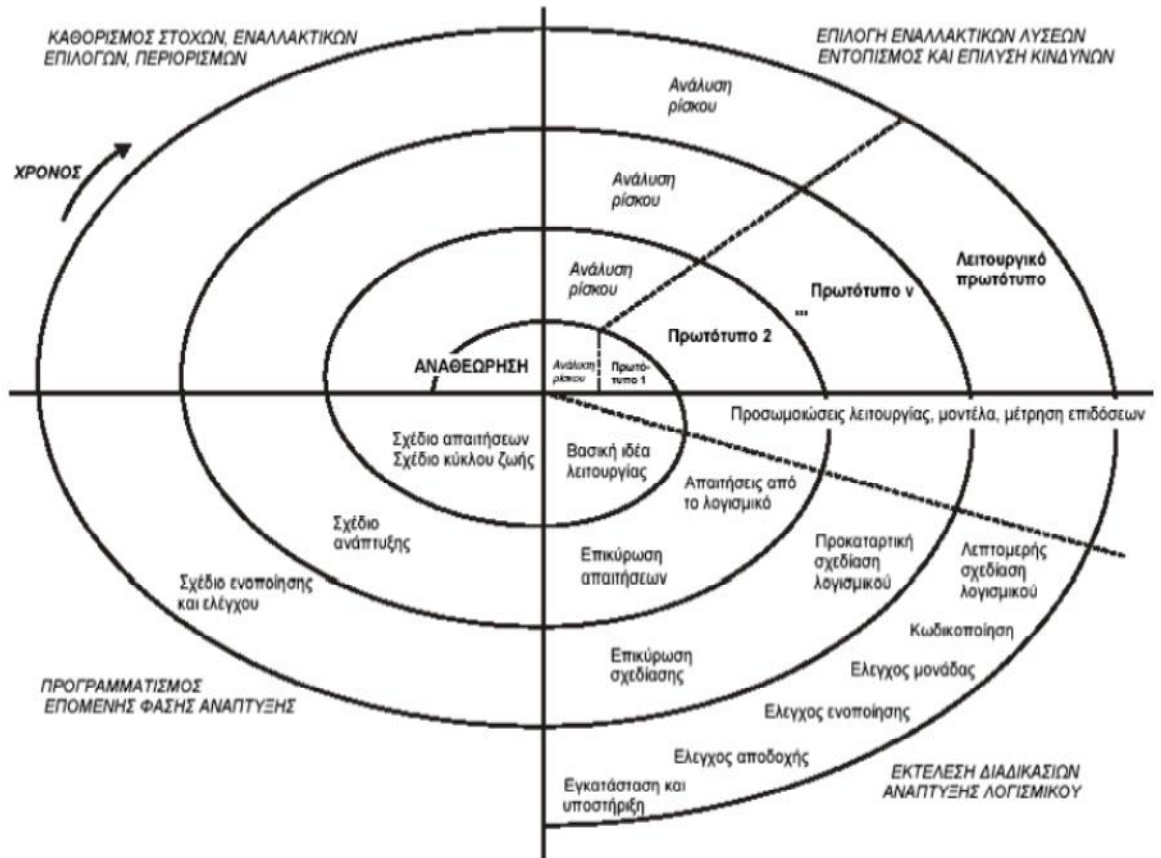 ΚΑΘΟΡΙΣΜΟΣ ΣΤΟΧΩΝ, ΕΝΑΛΛΑΚΤΙΚΩΝ
ΕΠΙΛΟΓΩΝ, ΠΕΡΙΟΡΙΣΜΩΝ
ΕΠΙΛΟΓΗ ΕΝΑΛΛΑΚΤΙΚΩΝ ΛΥΣΕΩΝ
ΕΝΤΟΠΙΣΜΟΣ ΚΑΙ ΕΠΙΛΥΣΗ ΚΙΝΔΥΝΩΝ
ΧΡΟΝΟΣ
Ανάλυση
ρίσκου
Ανάλυση
ρίσκου
Ανάλυση
ρίσκου
Ανάλυση
ρίσκου
Πρωτό-
τυπο 1
Πρωτότυπο 2
...
Πρωτότυπο ν
Λειτουργικό
πρωτότυπο
ΑΝΑΘΕΩΡΗΣΗ
Προσωμοιώσεις λειτουργίας, μοντέλα, μέτρηση επιδόσεων
Σχέδιο απαιτήσεων
Σχέδιο κύκλου ζωής
Βασική ιδέα
λειτουργίας
Απαιτήσεις από
το λογισμικό
Σχέδιο
ανάπτυξης
Επικύρωση
απαιτήσεων
Προκαταρτική
σχεδίαση
λογισμικού
Λεπτομερής
σχεδίαση
λογισμικού
Σχέδιο ενοποίησης
και ελέγχου
Κωδικοποίηση
Επικύρωση
σχεδίασης
Ελεγχος μονάδας
Ελεγχος ενοποίησης
Ελεγχος αποδοχής
Εγκατάσταση και
υποστήριξη
ΠΡΟΓΡΑΜΜΑΤΙΣΜΟΣ
ΕΠΟΜΕΝΗΣ ΦΑΣΗΣ ΑΝΑΠΤΥΞΗΣ
ΕΚΤΕΛΕΣΗ ΔΙΑΔΙΚΑΣΙΩΝ
ΑΝΑΠΤΥΞΗΣ ΛΟΓΙΣΜΙΚΟΥ